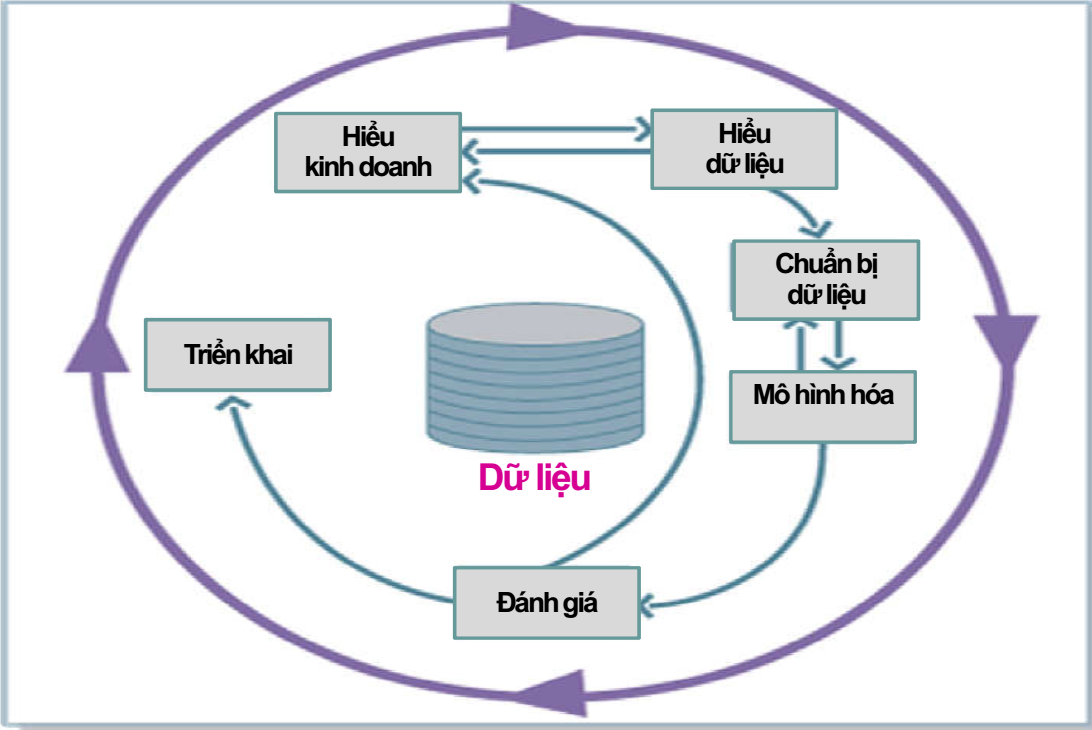 Hiểu
kinh doanh
Hiểu
dữ liệu
Chuẩn bị
dữ liệu
Triển khai
Mô hình hóa
Dữ liệu
Đánh giá